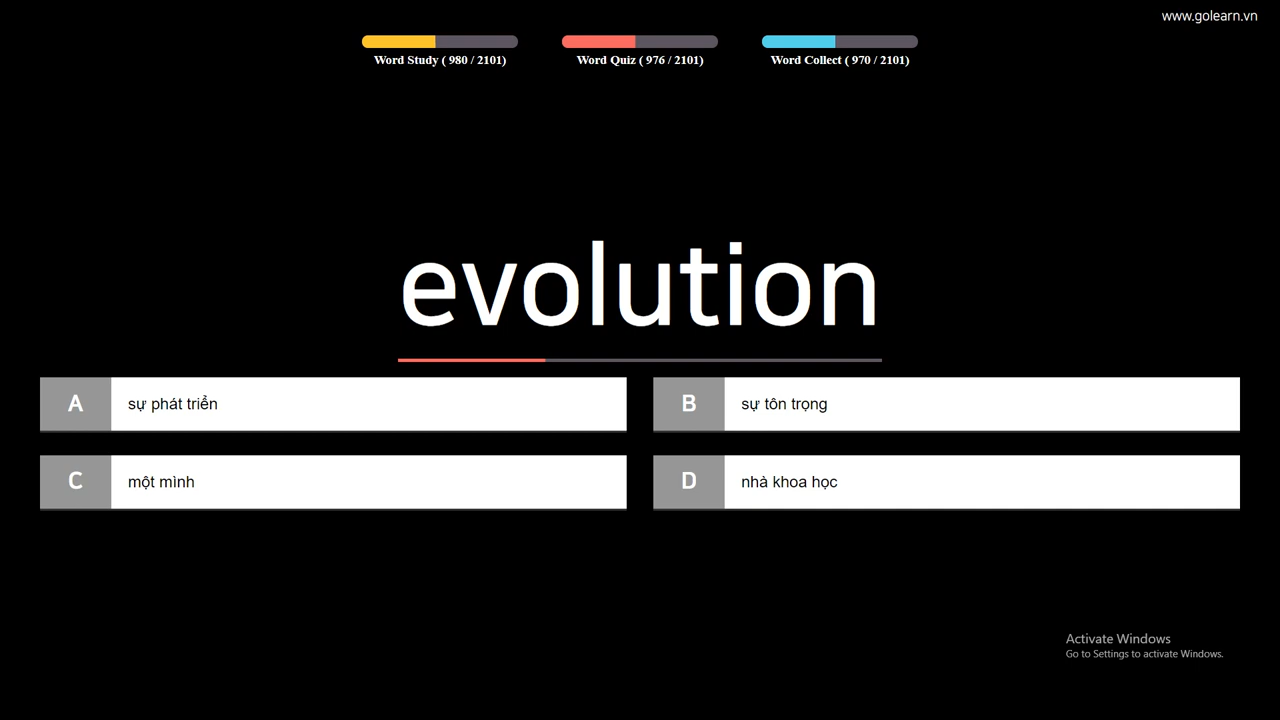 www.golearn.vn
Word Study ( 980 / 2101)
Word Quiz ( 976 / 2101)
Word Collect ( 970 / 2101)
evolution
A sự phát triển
B sự tôn trọng
C một mình
D nhà khoa học
Activate Windows
Go to Settings to activate Windows.